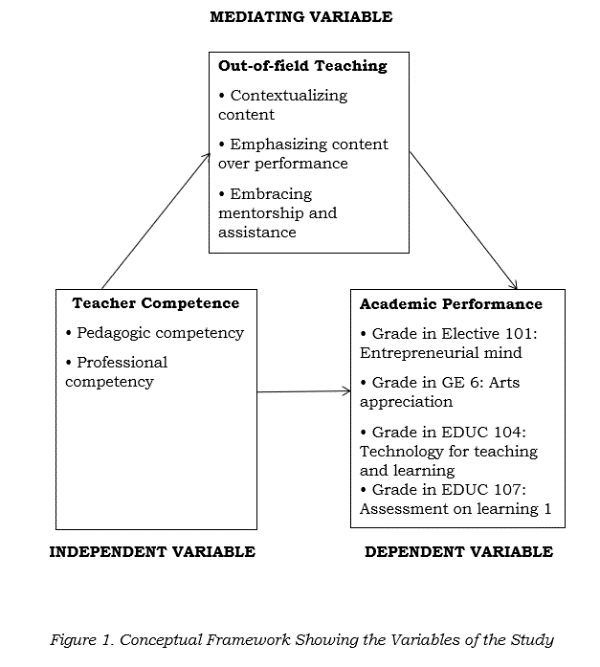 MEDIATING VARIABLE
Out-of-field Teaching
• Contextualizing
content
• Emphasizing content
over performance
• Embracing
mentorship and
assistance
Teacher Competence
• Pedagogic competency
• Professional
competency
Academic Performance
• Grade in Elective 101:
Entrepreneurial mind
• Grade in GE 6: Arts
appreciation
• Grade in EDUC 104:
Technology for teaching
and learning
• Grade in EDUC 107:
Assessment on learning 1
INDEPENDENT VARIABLE
DEPENDENT VARIABLE
Figure 1. Conceptual Framework Showing the Variables of the Study